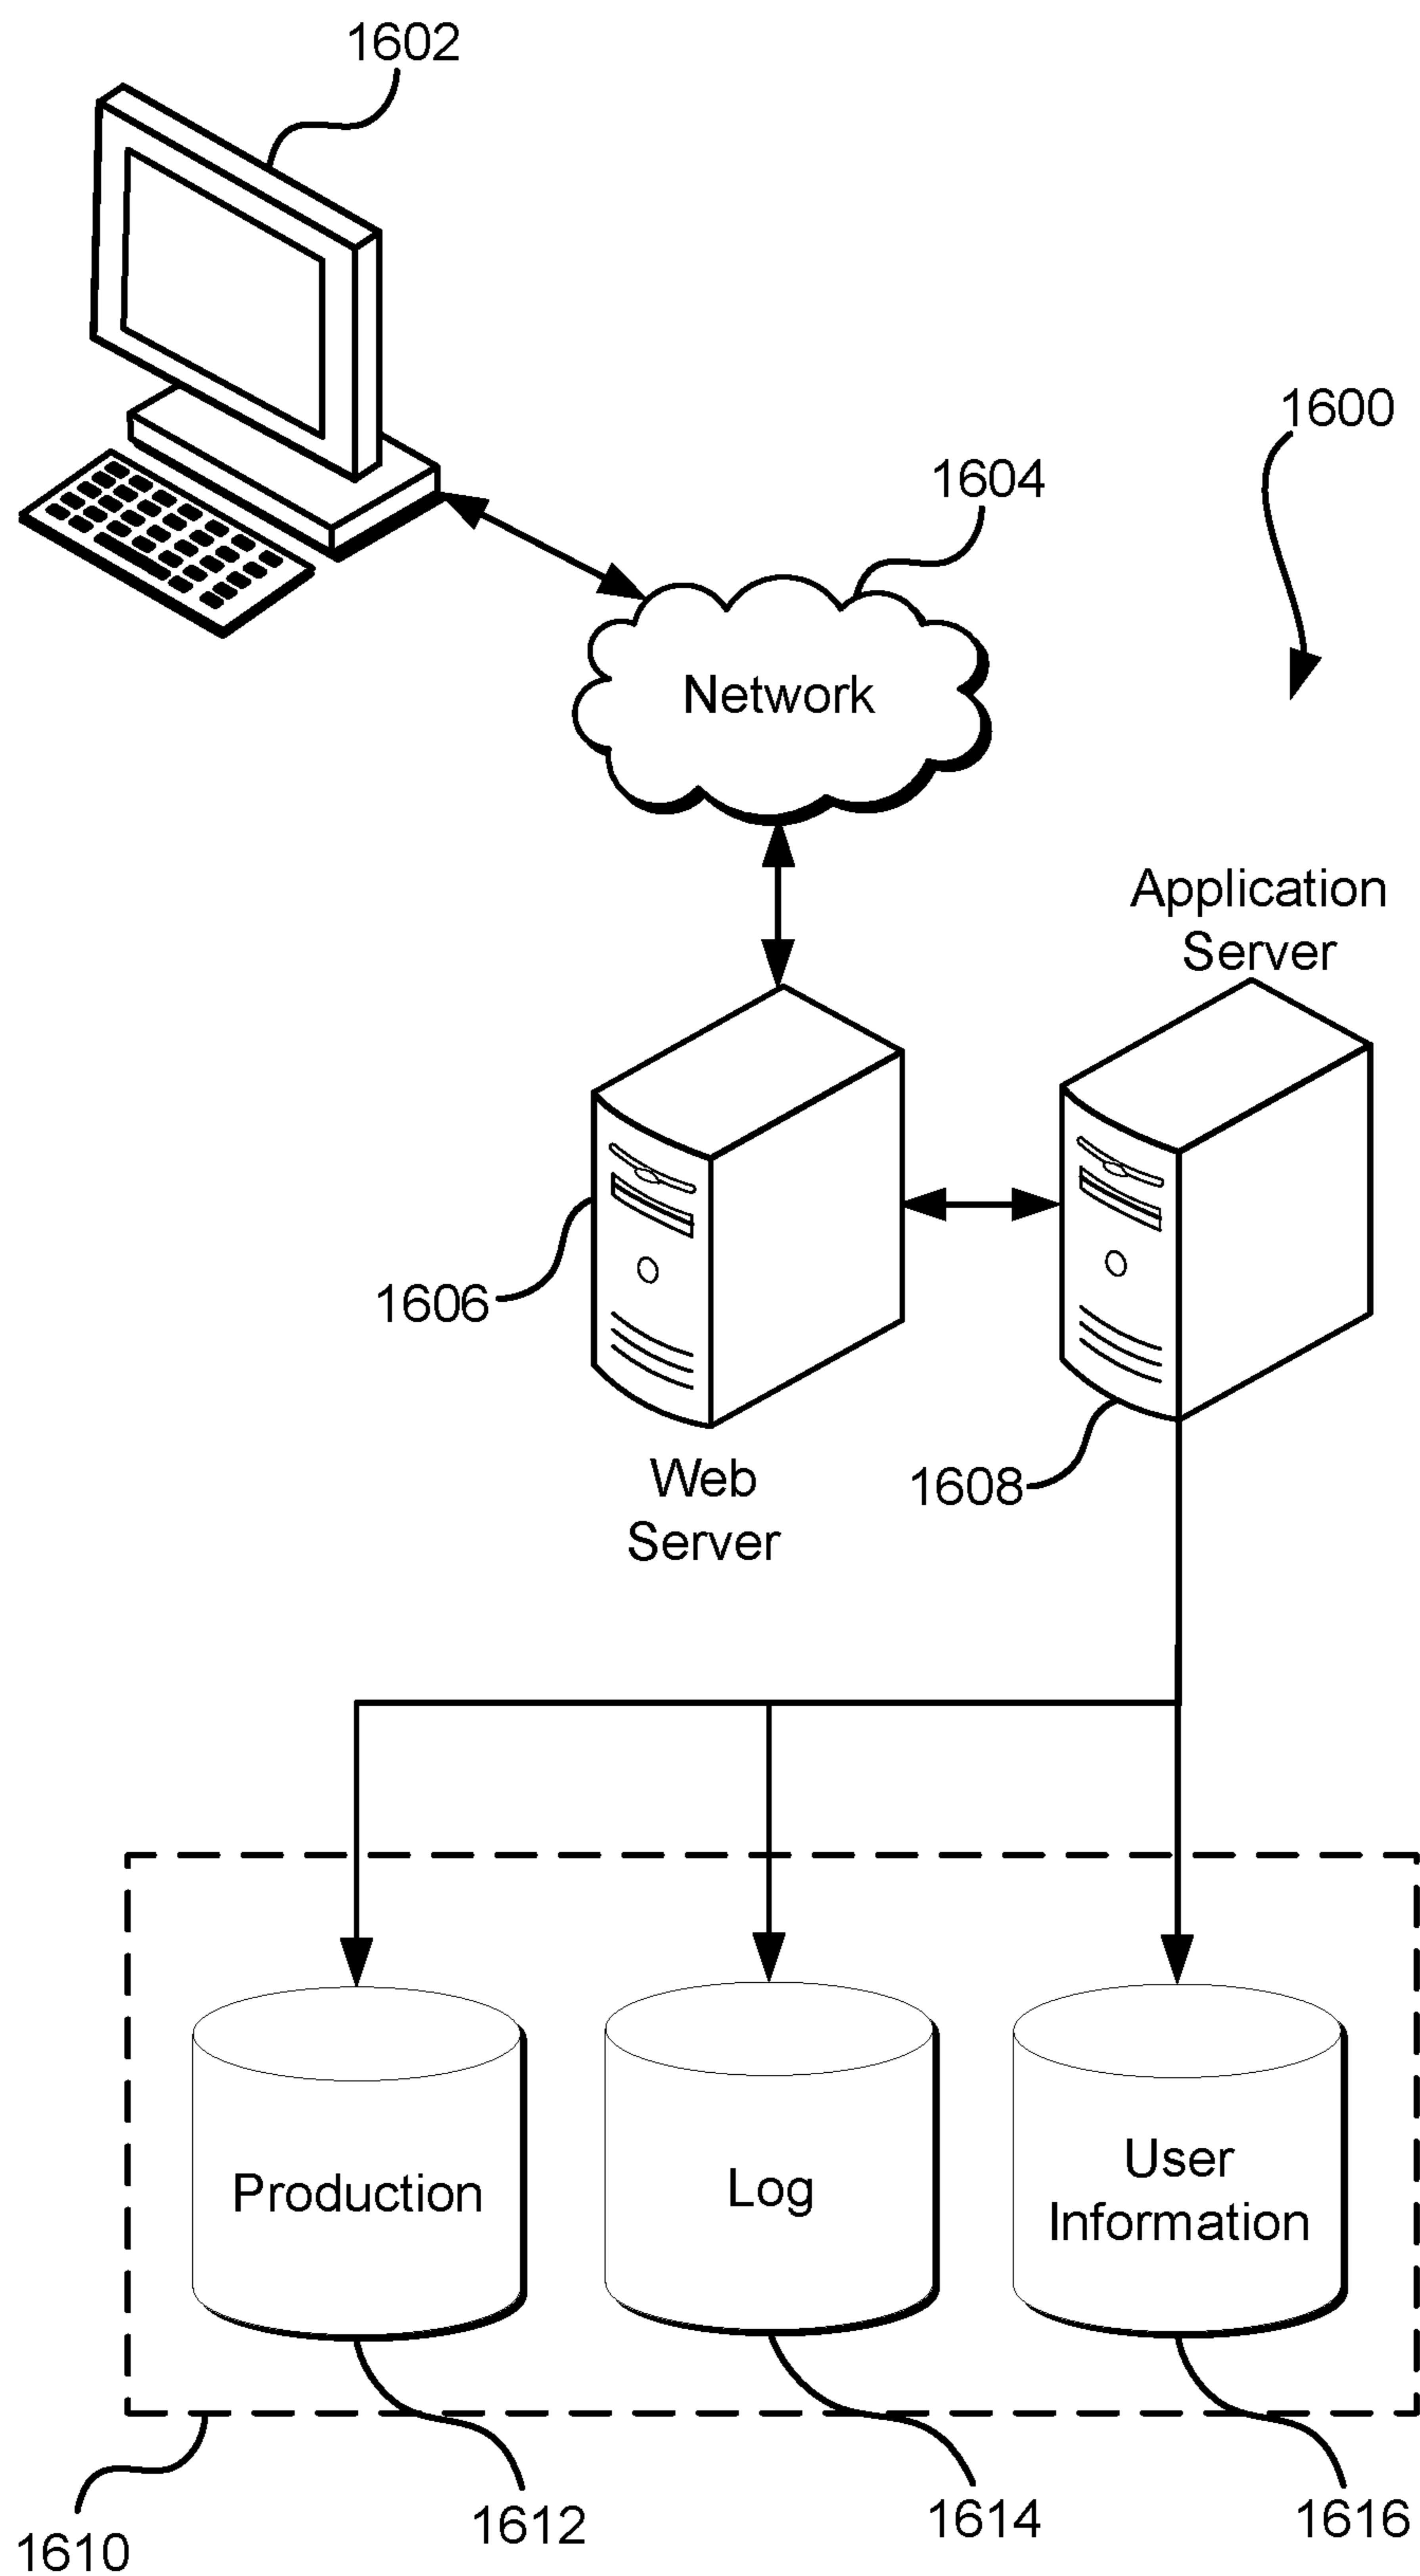 1602
1600
1604
Network
Application
Server
1606
1608
Web
Server
Production
Log
User
Information
1610
1612
1614
1616